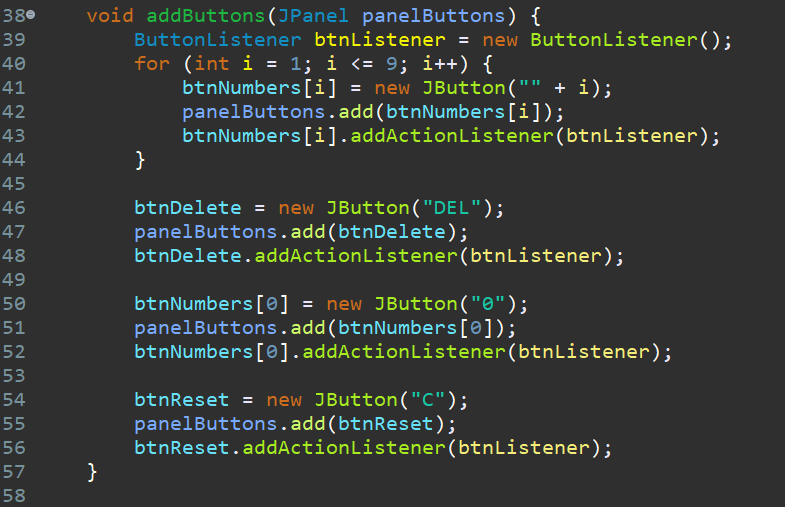 38 void addButtons(JPanel panelButtons) {
39 ButtonListener btnListener = new ButtonListener();
40 for (int i = 1; i <= 9; i++) {
41 btnNumbers[i] = new JButton("" + i);
42 panelButtons.add(btnNumbers[i]);
43 btnNumbers[i].addActionListener(btnListener);
44 }
45
46 btnDelete = new JButton("DEL");
47 panelButtons.add(btnDelete);
48 btnDelete.addActionListener(btnListener);
49
50 btnNumbers[0] = new JButton("0");
51 panelButtons.add(btnNumbers[0]);
52 btnNumbers[0].addActionListener(btnListener);
53
54 btnReset = new JButton("C");
55 panelButtons.add(btnReset);
56 btnReset.addActionListener(btnListener);
57 }
58